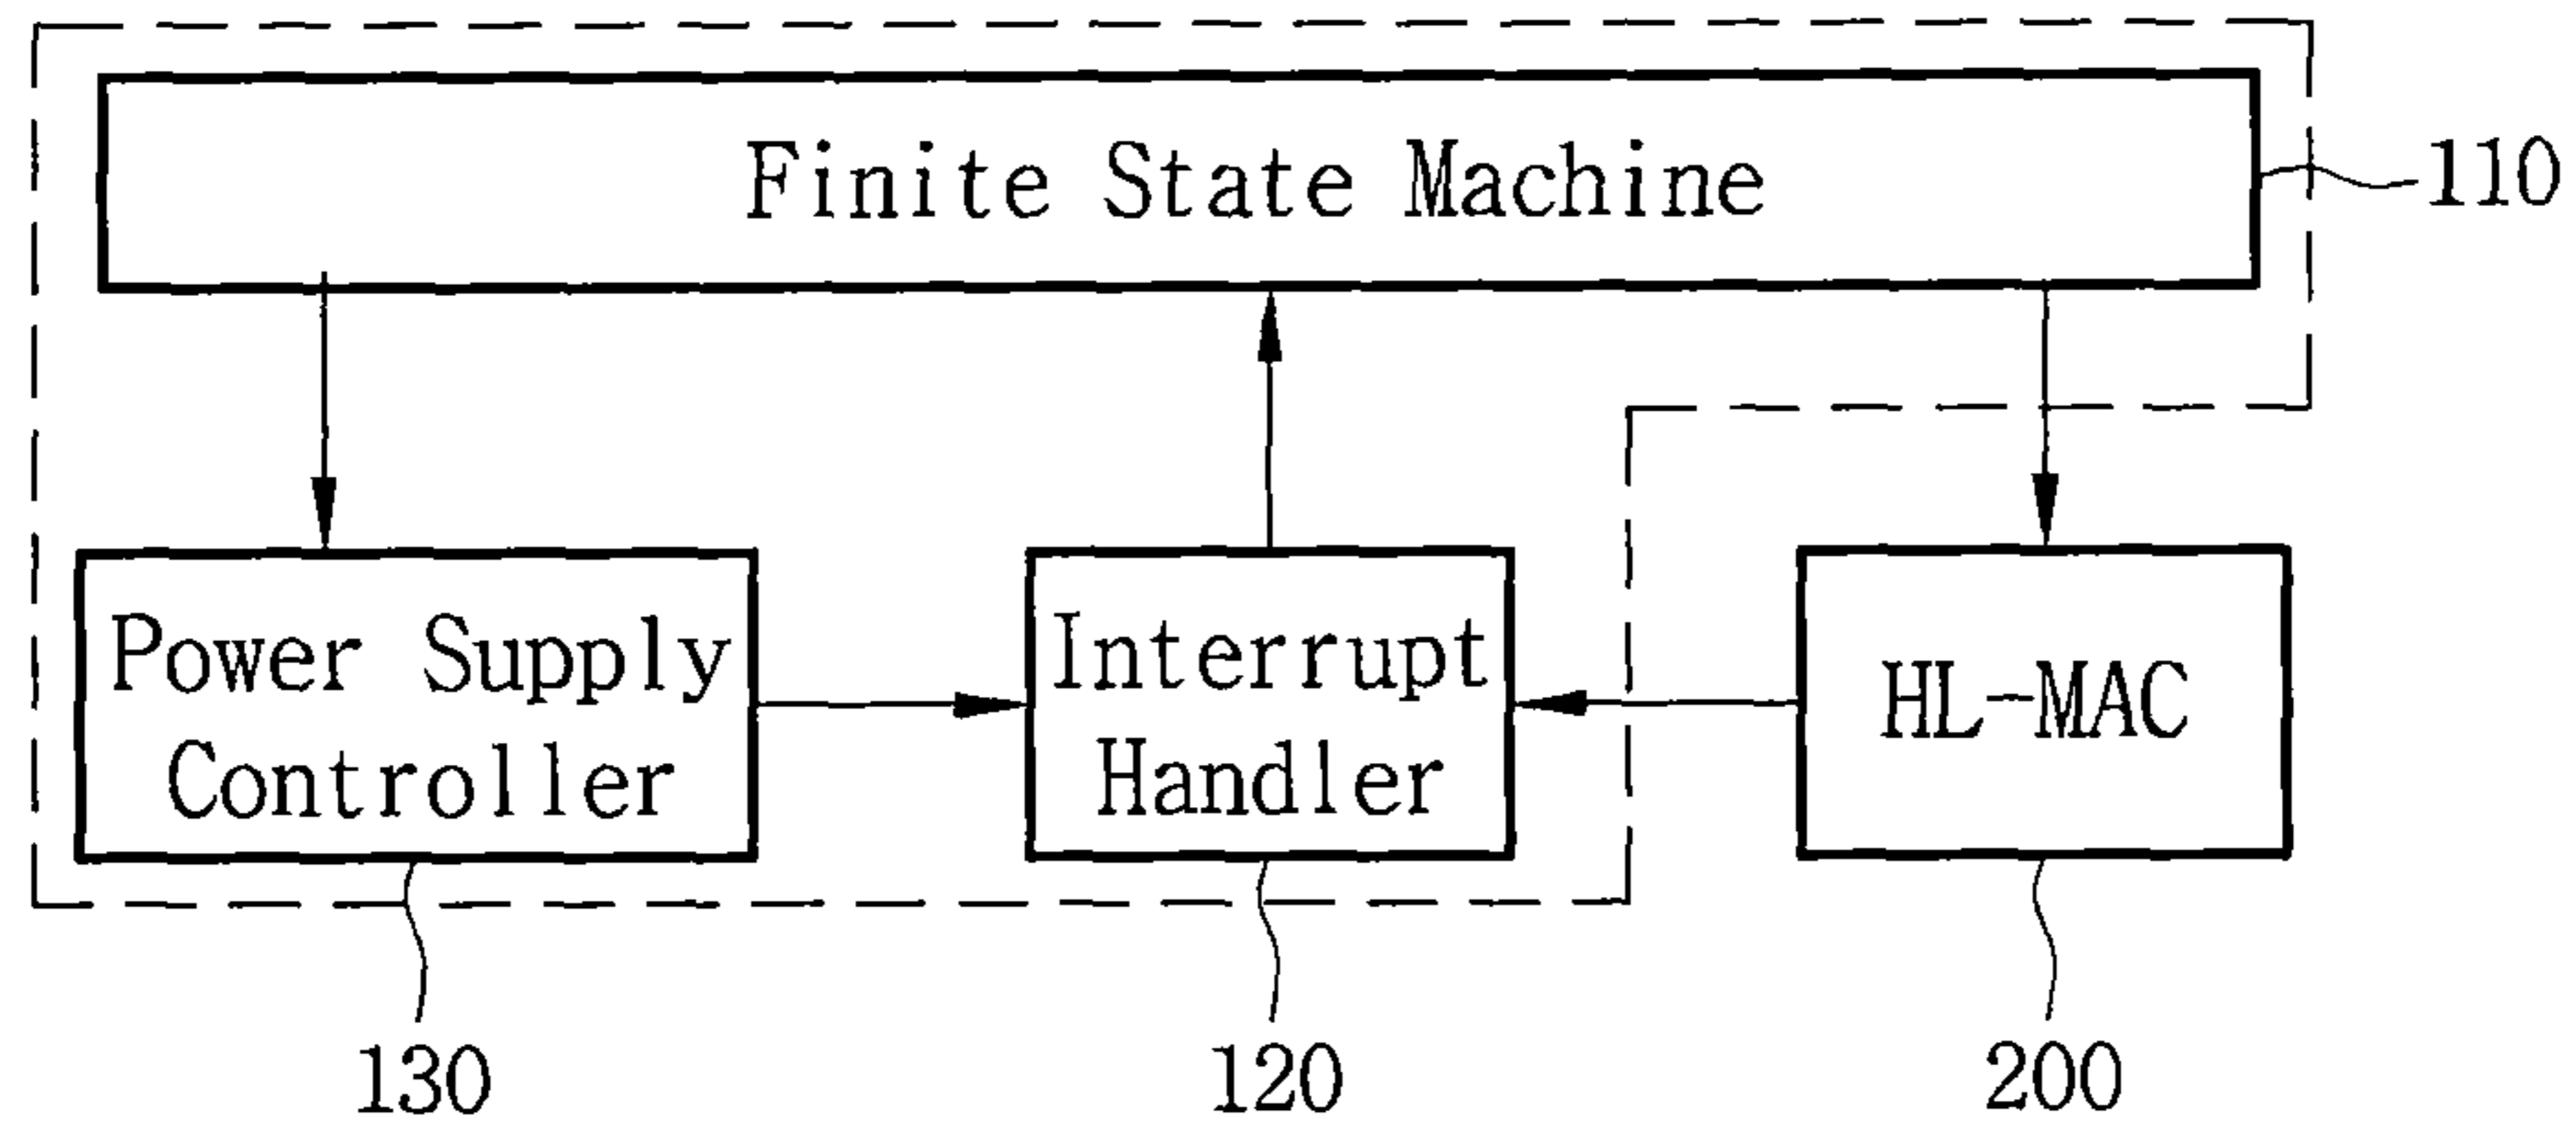 Finite State Machine
110
Power Supply
Controller
Interrupt
Handler
HL-MAC
130
120
200